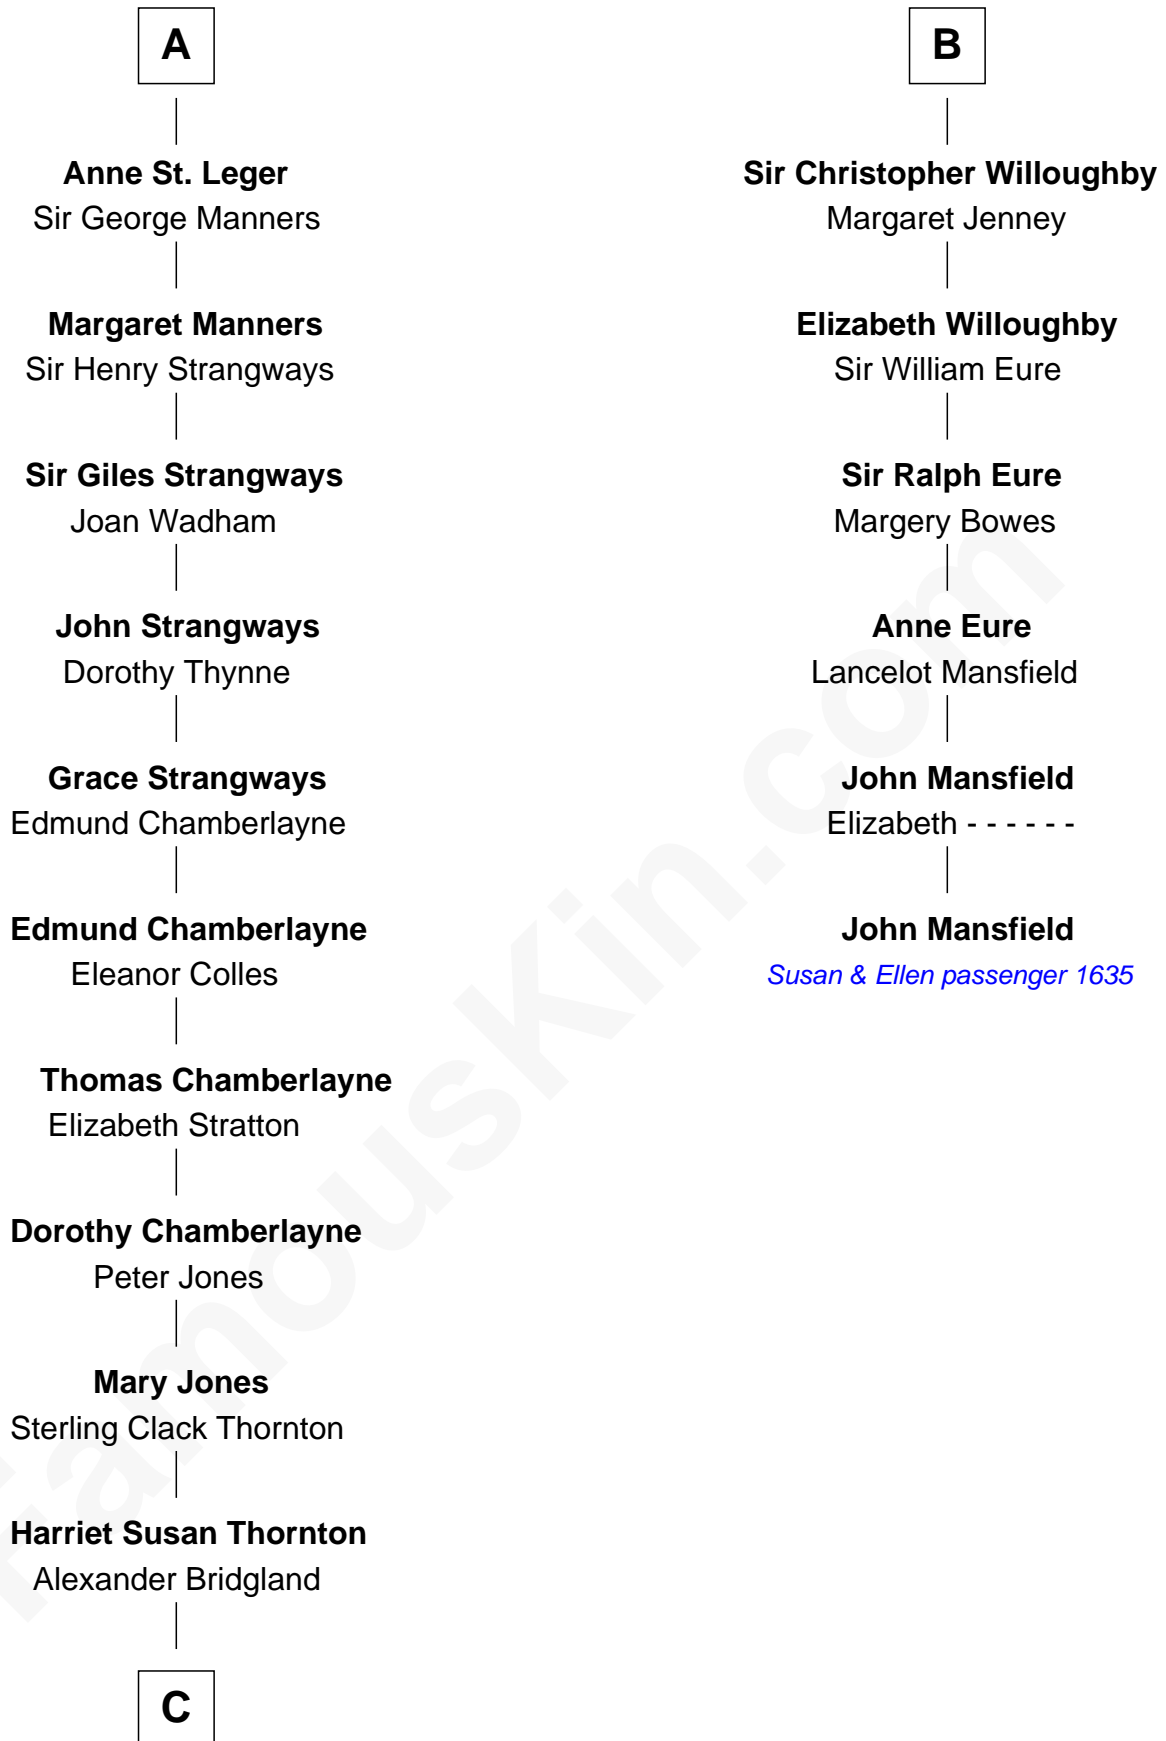 A
Anne St. Leger
Sir George Manners
Margaret Manners
Sir Henry Strangways
Sir Giles Strangways
Joan Wadham
John Strangways
Dorothy Thynne
Grace Strangways
Edmund Chamberlayne
Edmund Chamberlayne
Eleanor Colles
Thomas Chamberlayne
Elizabeth Stratton
Dorothy Chamberlayne
Peter Jones
Mary Jones
Sterling Clack Thornton
Harriet Susan Thornton
Alexander Bridgland
C
B
Sir Christopher Willoughby
Margaret Jenney
Elizabeth Willoughby
Sir William Eure
Sir Ralph Eure
Margery Bowes
Anne Eure
Lancelot Mansfield
John Mansfield
Elizabeth - - - - - -
John Mansfield
Susan & Ellen passenger 1635
famouskin.com